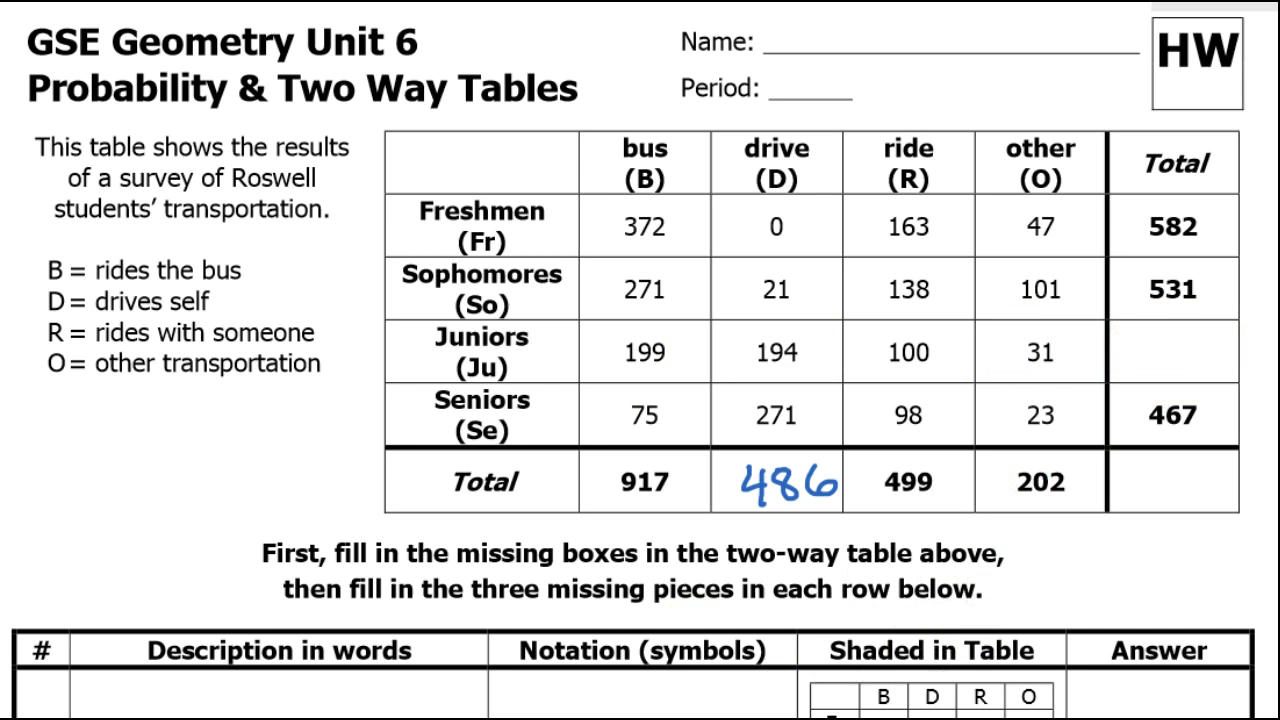 GSE Geometry Unit 6
Probability & Two Way Tables
Name:
Period:
HW
This table shows the results
of a survey of Roswell
students’ transportation.
B = rides the bus
D = drives self
R = rides with someone
O = other transportation
bus (B) drive (D) ride (R) other (O) Total
Freshmen (Fr) 372 0 163 47 582
Sophomores (So) 271 21 138 101 531
Juniors (Ju) 199 194 100 31
Seniors (Se) 75 271 98 23 467
Total 917 486 499 202
First, fill in the missing boxes in the two-way table above,
then fill in the three missing pieces in each row below.
# Description in words Notation (symbols) Shaded in Table Answer
B D R O